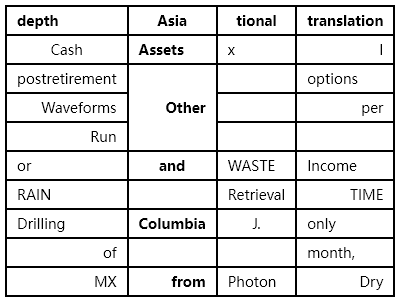 depth Asia tional translation
Cash Assets x I
postretirement options
Waveforms Other per
Run
or and WASTE Income
RAIN Retrieval TIME
Drilling Columbia J. only
of month,
MX from Photon Dry